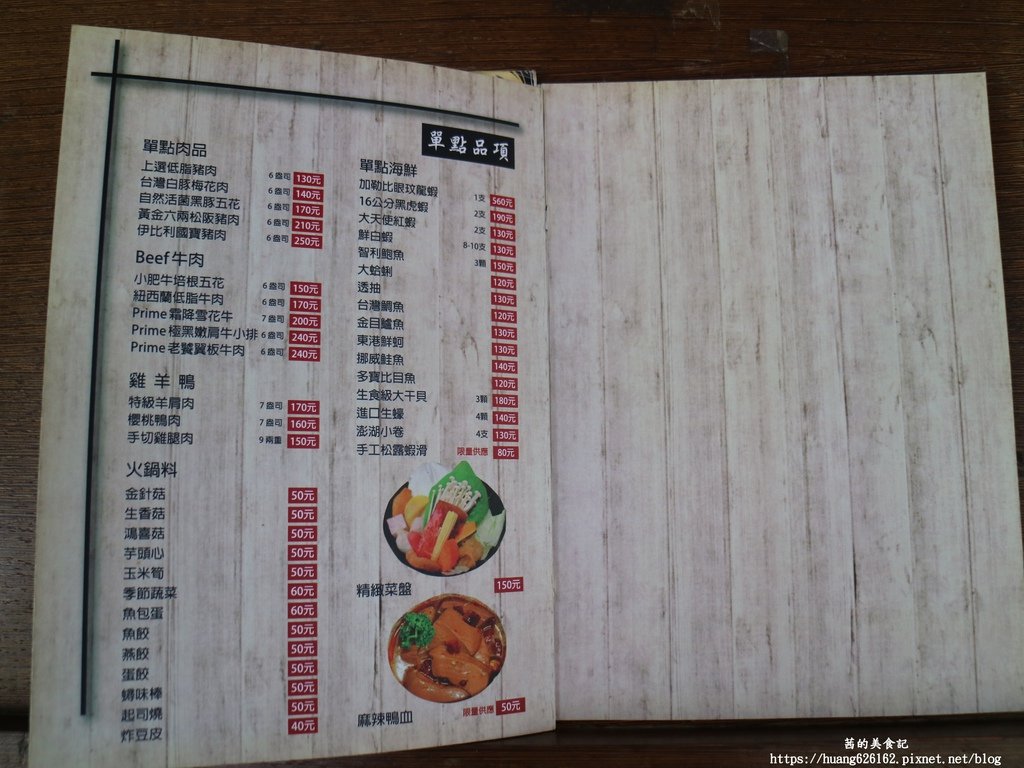 單點品項
單點肉品
上選低脂豬肉 6盎司 130元
台灣白豚梅花肉 6盎司 140元
自然活菌黑豚五花 6盎司 170元
黃金六兩松阪豬肉 6盎司 210元
伊比利國寶豬肉 6盎司 250元
Beef牛肉
小肥牛培根五花 6盎司 150元
紐西蘭低脂牛肉 6盎司 170元
Prime霜降雪花牛 7盎司 200元
Prime極黑嫩肩牛小排 6盎司 240元
Prime老饕翼板牛肉 6盎司 240元
雞 羊 鴨
特級羊肩肉 7盎司 170元
櫻桃鴨肉 7盎司 160元
手切雞腿肉 9兩重 150元
火鍋料
金針菇 50元
生香菇 50元
鴻喜菇 50元
芋頭心 50元
玉米筍 50元
季節蔬菜 60元
魚包蛋 60元
魚餃 50元
燕餃 50元
蛋餃 50元
鱘味棒 50元
起司燒 50元
炸豆皮 40元
單點海鮮
加勒比眼玟龍蝦 1支 560元
16公分黑虎蝦 2支 190元
大天使紅蝦 2支 130元
鮮白蝦 8-10支 130元
智利鮑魚 3顆 150元
大蛤蜊 120元
透抽 130元
台灣鯛魚 120元
金目鱸魚 130元
東港鮮蚵 130元
挪威鮭魚 140元
多寶比目魚 120元
生食級大干貝 3顆 180元
進口生蠔 4顆 140元
澎湖小卷 4支 130元
手工松露蝦滑 限量供應 80元
精緻菜盤 150元
麻辣鴨血 限量供應 50元
茜的美食記
https://huang626162.pixnet.net/blog